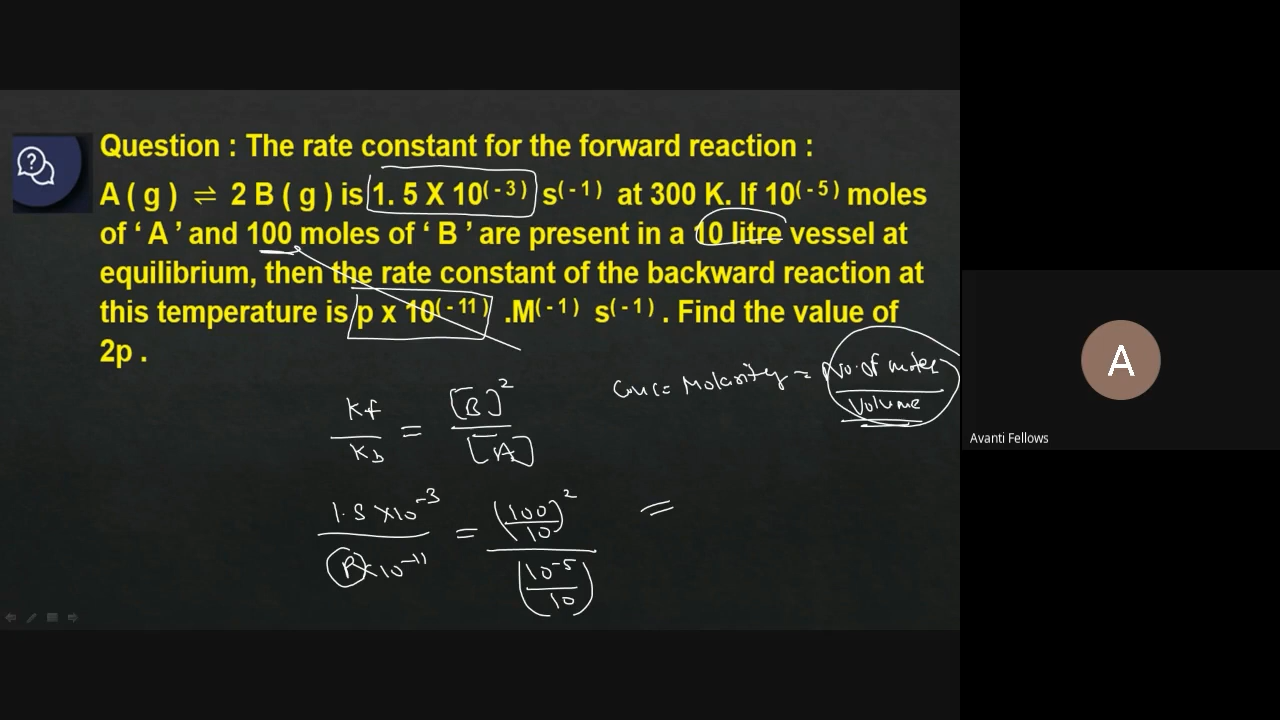 Question : The rate constant for the forward reaction :
A ( g ) ⇌ 2 B ( g ) is 1. 5 X 10^( - 3 ) s^( - 1 ) at 300 K. If 10^( - 5 ) moles
of ‘ A ’ and 100 moles of ‘ B ’ are present in a 10 litre vessel at
equilibrium, then the rate constant of the backward reaction at
this temperature is p x 10^( - 11 ) .M^( - 1 ) s^( - 1 ) . Find the value of
2p .
Conc= Molarity = No. of moles / Volume
Kf / Kb = [B]^2 / [A]
1.5 ×10^-3 / P×10^-11 = (100/10)^2 / (10^-5/10) =
A
Avanti Fellows